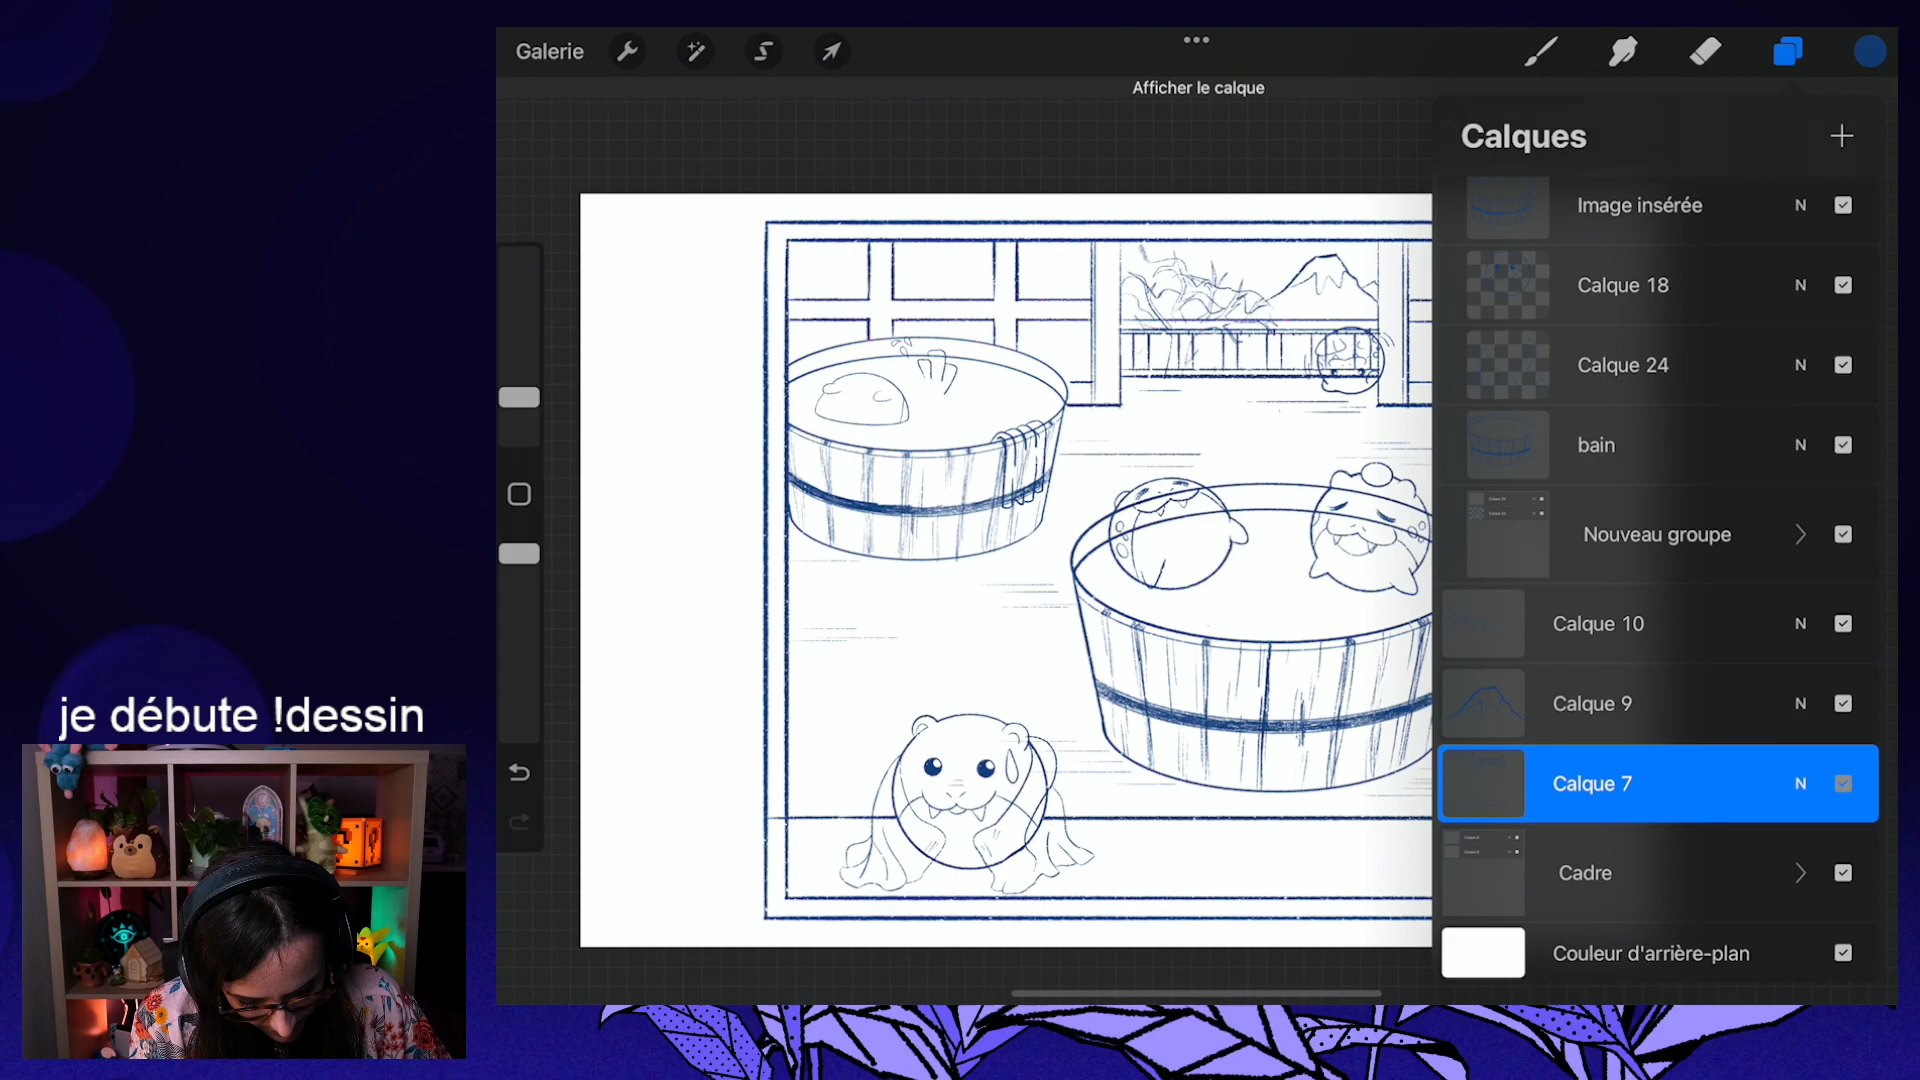 Galerie
Afficher le calque
Calques
Image insérée N
Calque 18 N
Calque 24 N
bain N
Nouveau groupe
Calque 10 N
Calque 9 N
Calque 7 N
Cadre
Couleur d'arrière-plan
je débute !dessin